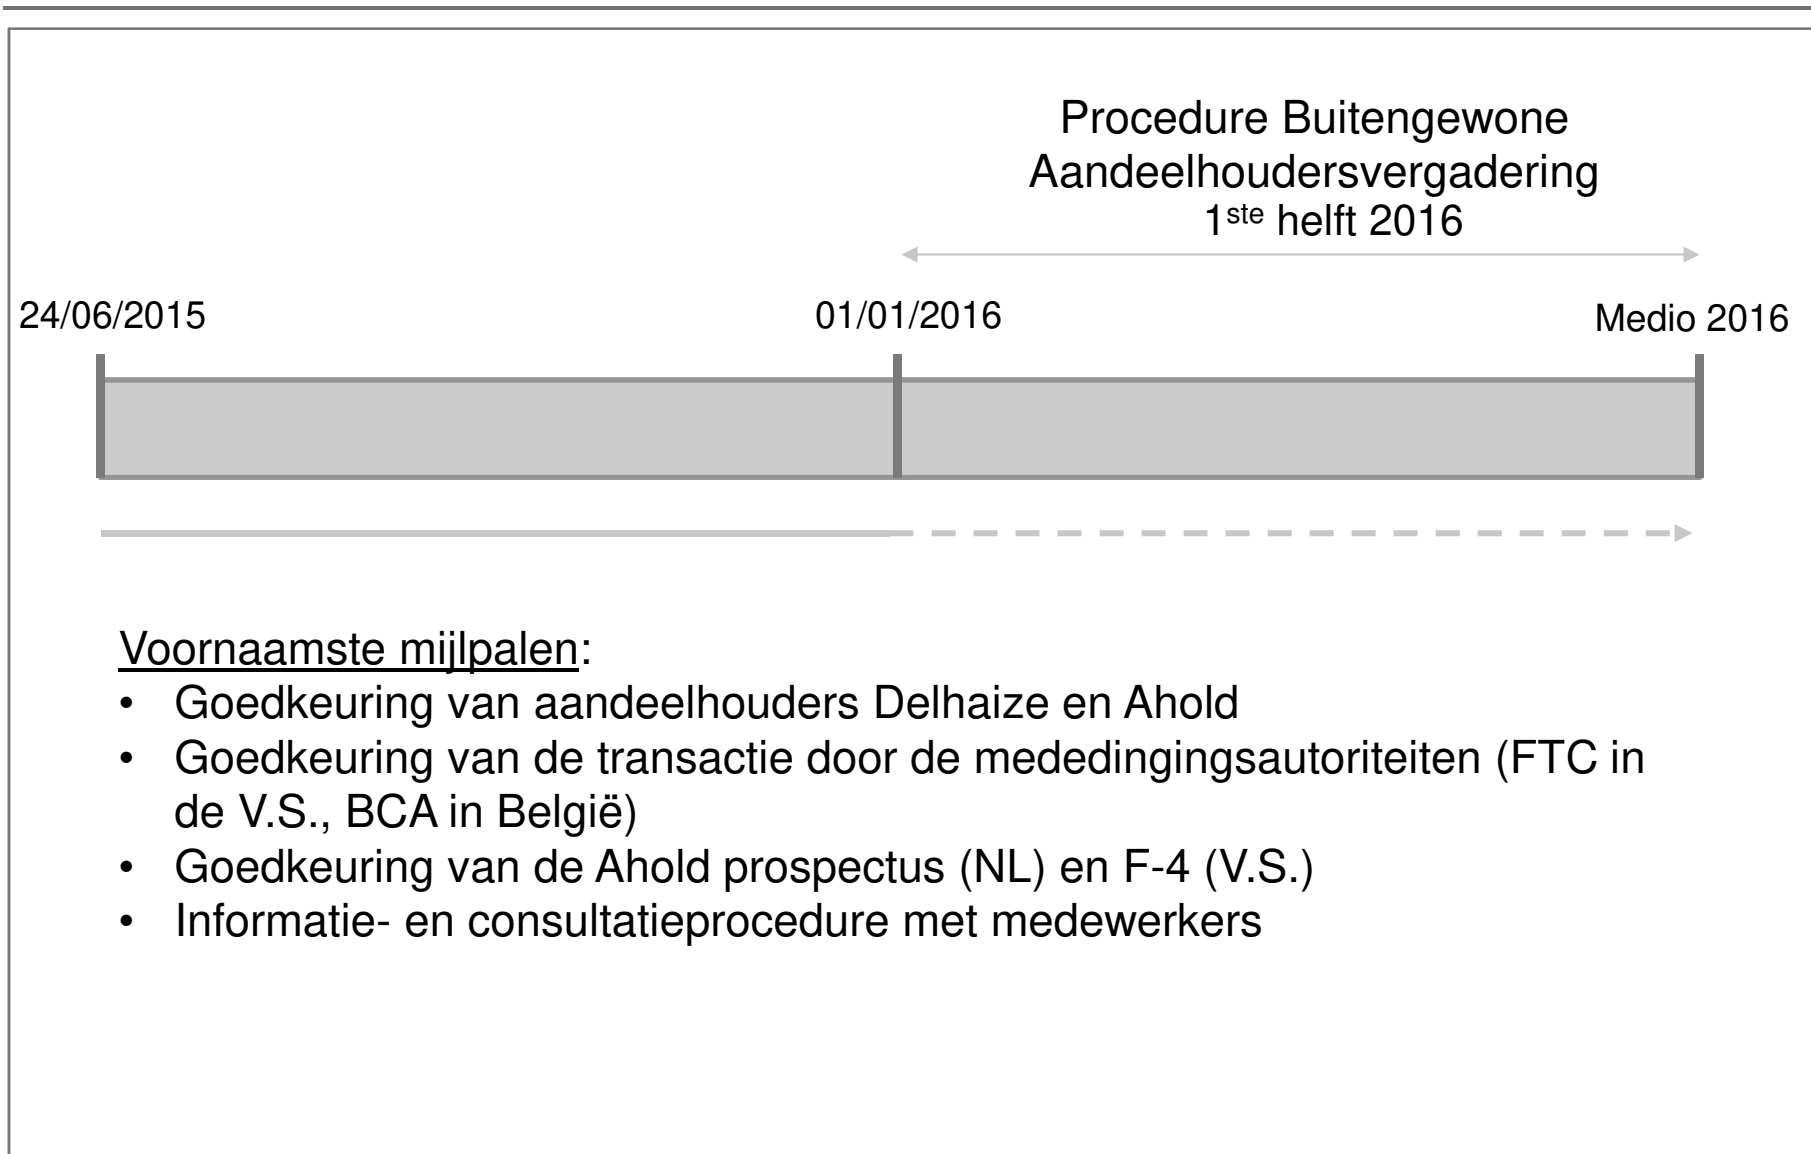 Procedure Buitengewone
Aandeelhoudersvergadering
1ste helft 2016
24/06/2015
01/01/2016
Medio 2016
Voornaamste mijlpalen:
• Goedkeuring van aandeelhouders Delhaize en Ahold
• Goedkeuring van de transactie door de mededingingsautoriteiten (FTC in
de V.S., BCA in België)
• Goedkeuring van de Ahold prospectus (NL) en F-4 (V.S.)
• Informatie- en consultatieprocedure met medewerkers